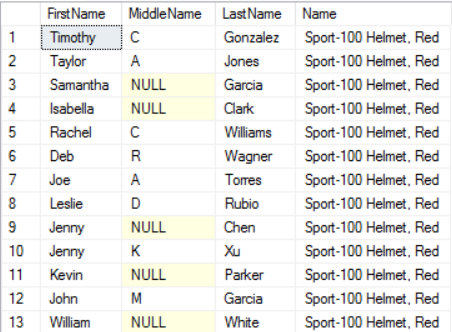 FirstName MiddleName LastName Name
1 Timothy C Gonzalez Sport-100 Helmet, Red
2 Taylor A Jones Sport-100 Helmet, Red
3 Samantha NULL Garcia Sport-100 Helmet, Red
4 Isabella NULL Clark Sport-100 Helmet, Red
5 Rachel C Williams Sport-100 Helmet, Red
6 Deb R Wagner Sport-100 Helmet, Red
7 Joe A Torres Sport-100 Helmet, Red
8 Leslie D Rubio Sport-100 Helmet, Red
9 Jenny NULL Chen Sport-100 Helmet, Red
10 Jenny K Xu Sport-100 Helmet, Red
11 Kevin NULL Parker Sport-100 Helmet, Red
12 John M Garcia Sport-100 Helmet, Red
13 William NULL White Sport-100 Helmet, Red